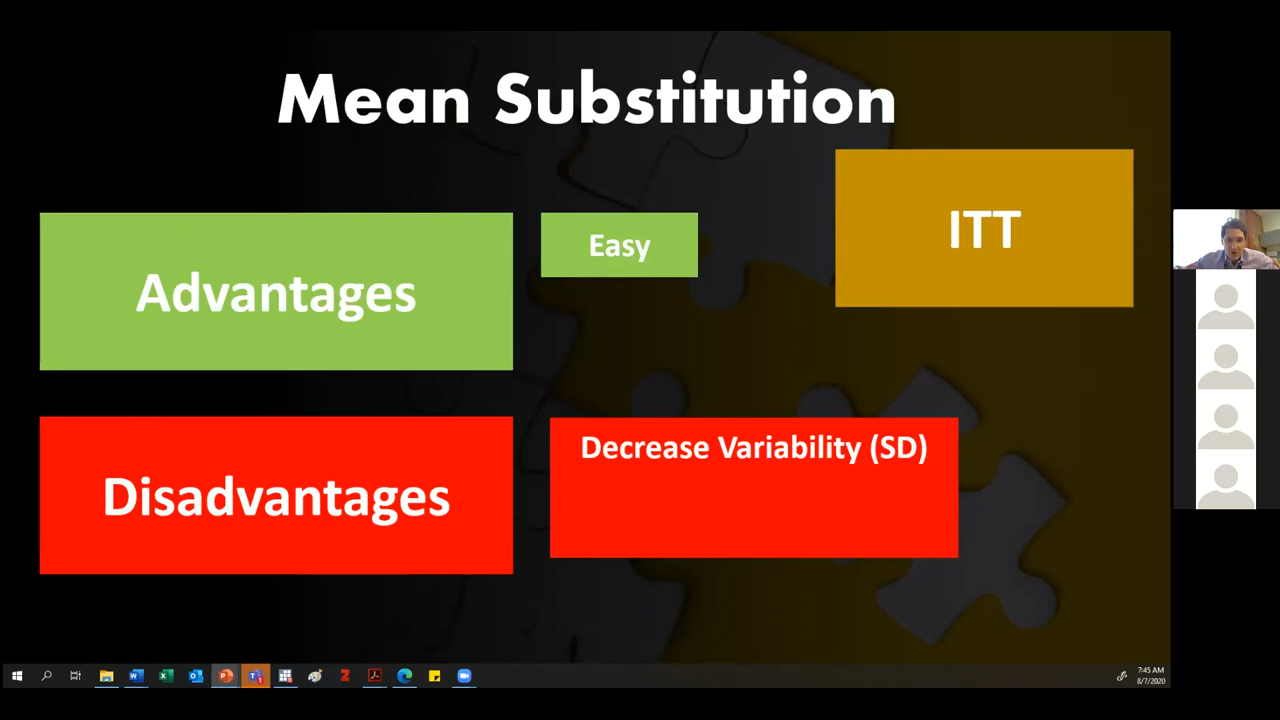 Mean Substitution
ITT
Advantages
Easy
Disadvantages
Decrease Variability (SD)
7:45 AM
8/7/2020